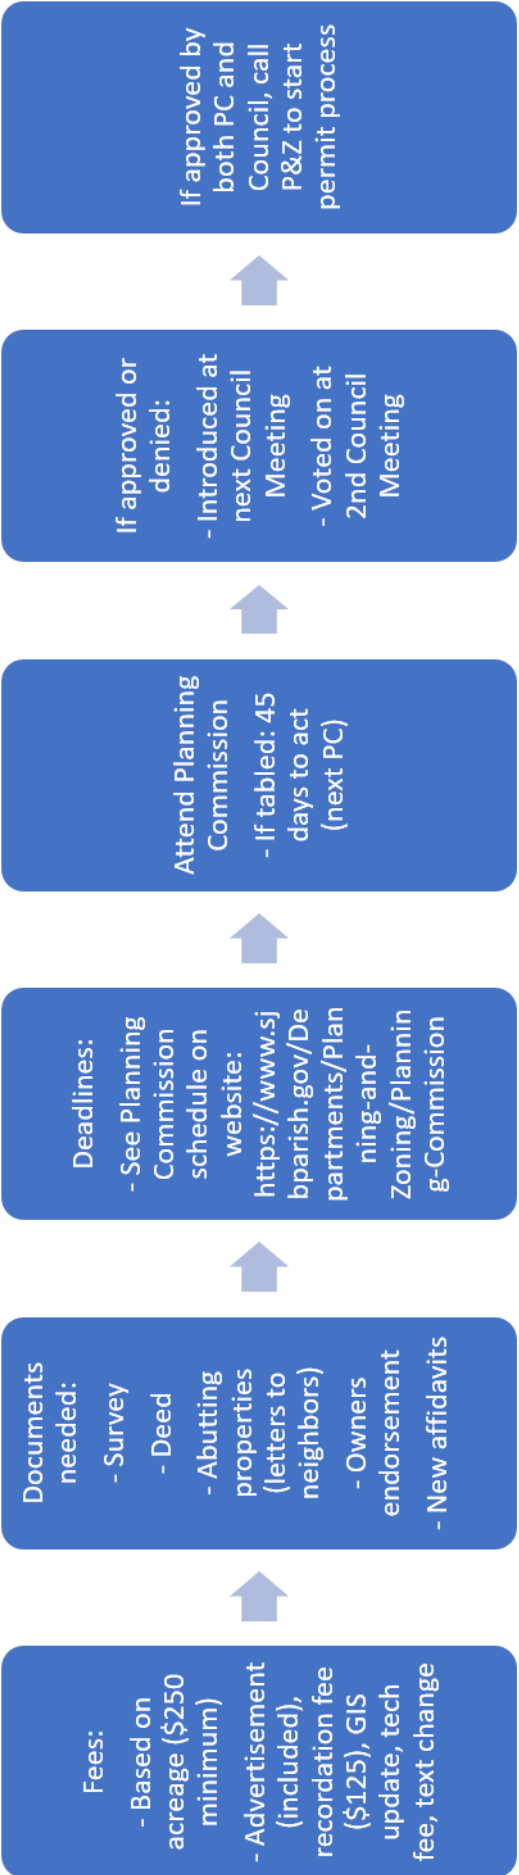 Fees:
- Based on
acreage ($250
minimum)
- Advertisement
(included),
recordation fee
($125), GIS
update, tech
fee, text change
Documents
needed:
- Survey
- Deed
- Abutting
properties
(letters to
neighbors)
- Owners
endorsement
- New affidavits
Deadlines:
- See Planning
Commission
schedule on
website:
https://www.sj
bparish.gov/De
partments/Plan
ning-and-
Zoning/Plannin
g-Commission
Attend Planning
Commission
- If tabled: 45
days to act
(next PC)
If approved or
denied:
- Introduced at
next Council
Meeting
- Voted on at
2nd Council
Meeting
If approved by
both PC and
Council, call
P&Z to start
permit process